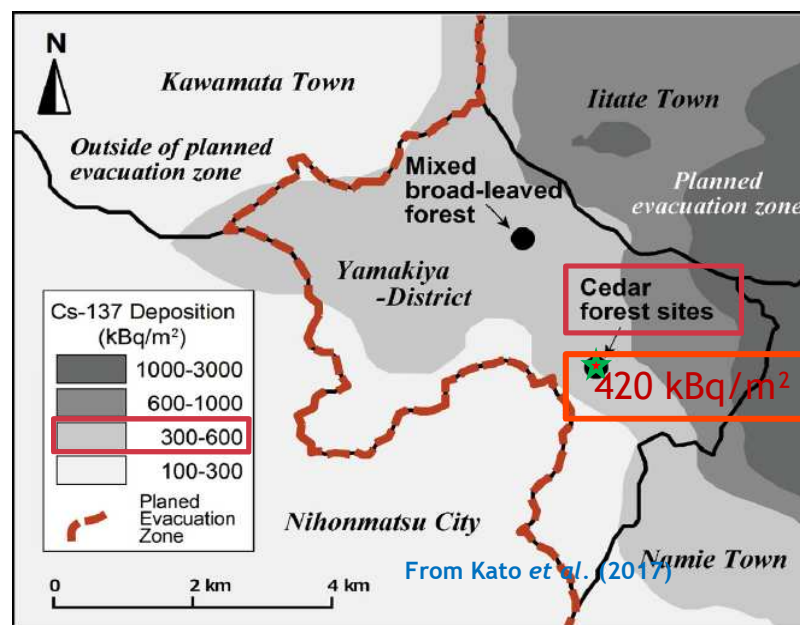 N
Kawamata Town
Iitate Town
Outside of planned
evacuation zone
Mixed
broad-leaved
forest
Planned
evacuation zone
Yamakiya
-District
Cedar
forest sites
420 kBq/m²
Cs-137 Deposition
(kBq/m²)
1000-3000
600-1000
300-600
100-300
Planed
Evacuation
Zone
Nihonmatsu City
Namie Town
From Kato et al. (2017)
0 2 km 4 km